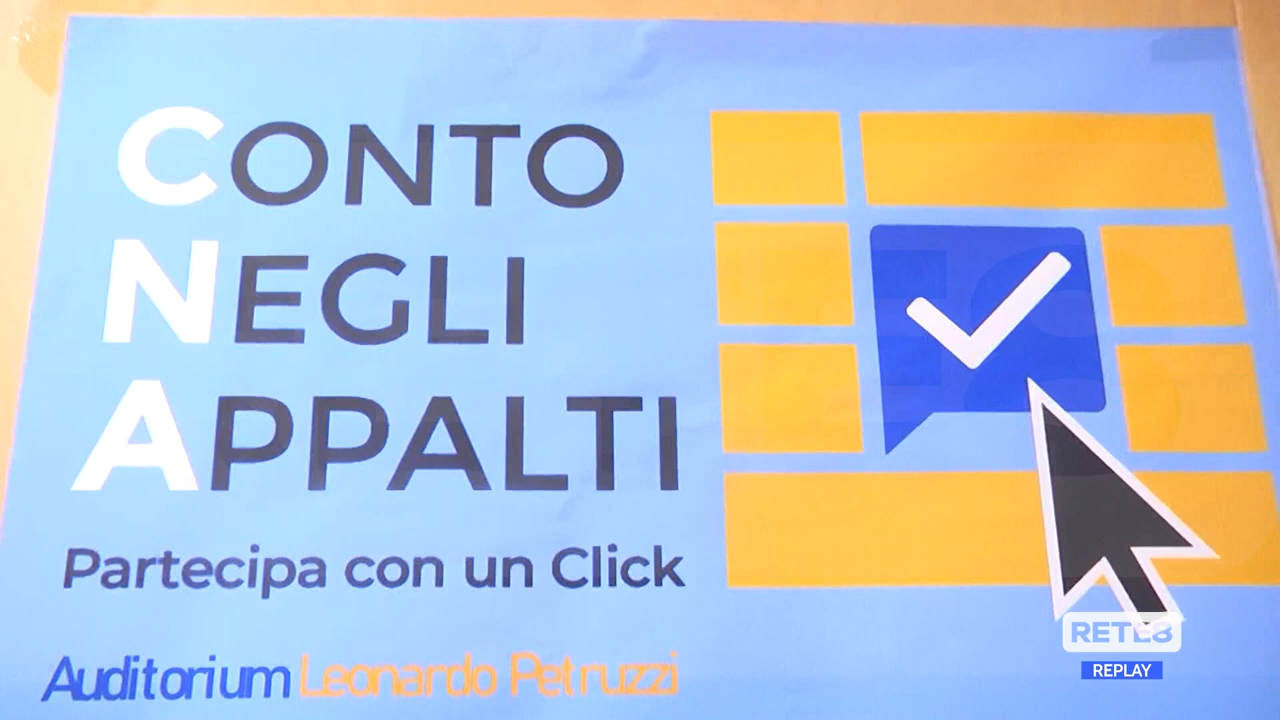 CONTO
NEGLI
APPALTI
Partecipa con un Click
Auditorium Leonardo Petruzzi
RETE8
REPLAY